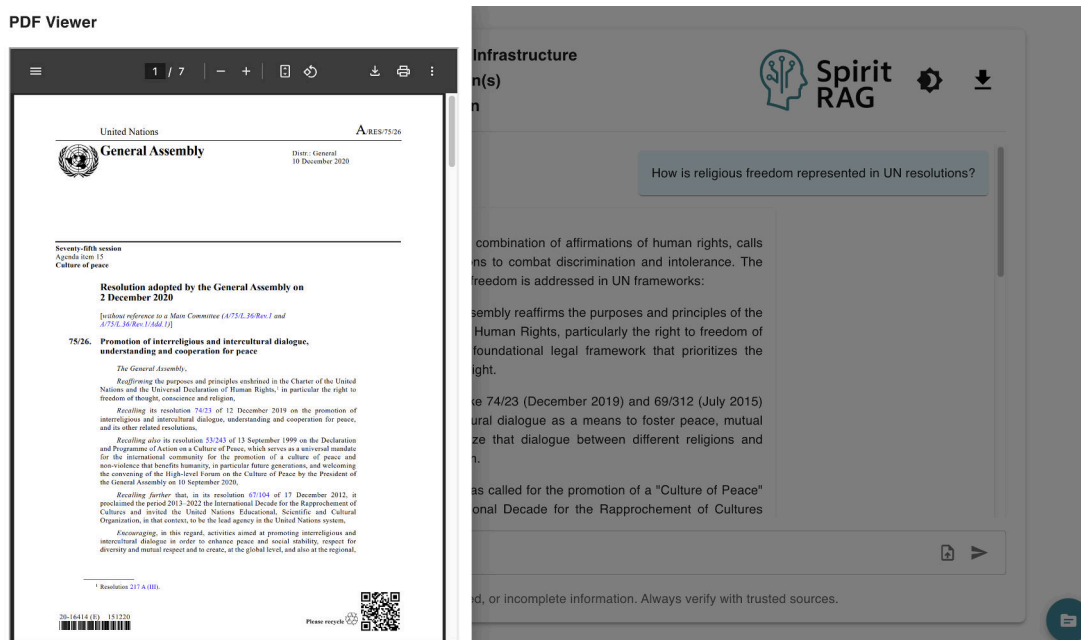 PDF Viewer
1 / 7
United Nations
A/RES/75/26
General Assembly
Distr.: General
10 December 2020
Seventy-fifth session
Agenda item 15
Culture of peace
Resolution adopted by the General Assembly on
2 December 2020
[without reference to a Main Committee (A/75/L.36/Rev.1 and
A/75/L.36/Rev.1/Add.1)]
75/26. Promotion of interreligious and intercultural dialogue,
understanding and cooperation for peace
The General Assembly,
Reaffirming the purposes and principles enshrined in the Charter of the United
Nations and the Universal Declaration of Human Rights,1 in particular the right to
freedom of thought, conscience and religion,
Recalling its resolution 74/23 of 12 December 2019 on the promotion of
interreligious and intercultural dialogue, understanding and cooperation for peace,
and its other related resolutions,
Recalling also its resolution 53/243 of 13 September 1999 on the Declaration
and Programme of Action on a Culture of Peace, which serves as a universal mandate
for the international community for the promotion of a culture of peace and
non-violence that benefits humanity, in particular future generations, and welcoming
the convening of the High-level Forum on the Culture of Peace by the President of
the General Assembly on 10 September 2020,
Recalling further that, in its resolution 67/104 of 17 December 2012, it
proclaimed the period 2013–2022 the International Decade for the Rapprochement of
Cultures and invited the United Nations Educational, Scientific and Cultural
Organization, in that context, to be the lead agency in the United Nations system,
Encouraging, in this regard, activities aimed at promoting interreligious and
intercultural dialogue in order to enhance peace and social stability, respect for
diversity and mutual respect and to create, at the global level, and also at the regional,
1 Resolution 217 A (III).
20-16414 (E) 151220
Please recycle
Infrastructure
n(s)
n
Spirit
RAG
How is religious freedom represented in UN resolutions?
combination of affirmations of human rights, calls
ns to combat discrimination and intolerance. The
freedom is addressed in UN frameworks:
sembly reaffirms the purposes and principles of the
Human Rights, particularly the right to freedom of
foundational legal framework that prioritizes the
ight.
ke 74/23 (December 2019) and 69/312 (July 2015)
ural dialogue as a means to foster peace, mutual
ze that dialogue between different religions and
n.
as called for the promotion of a "Culture of Peace"
onal Decade for the Rapprochement of Cultures
ed, or incomplete information. Always verify with trusted sources.